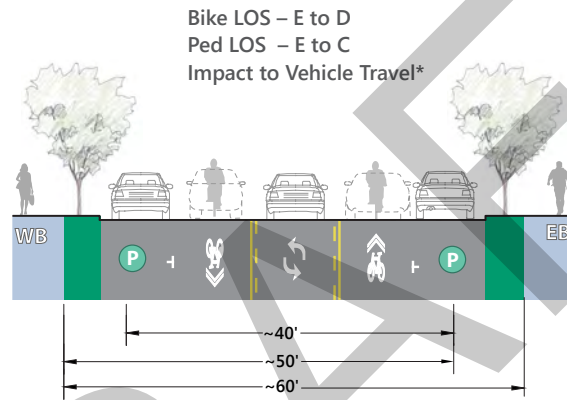 Bike LOS – E to D
Ped LOS – E to C
Impact to Vehicle Travel*
WB
EB
P
P
~40'
~50'
~60'